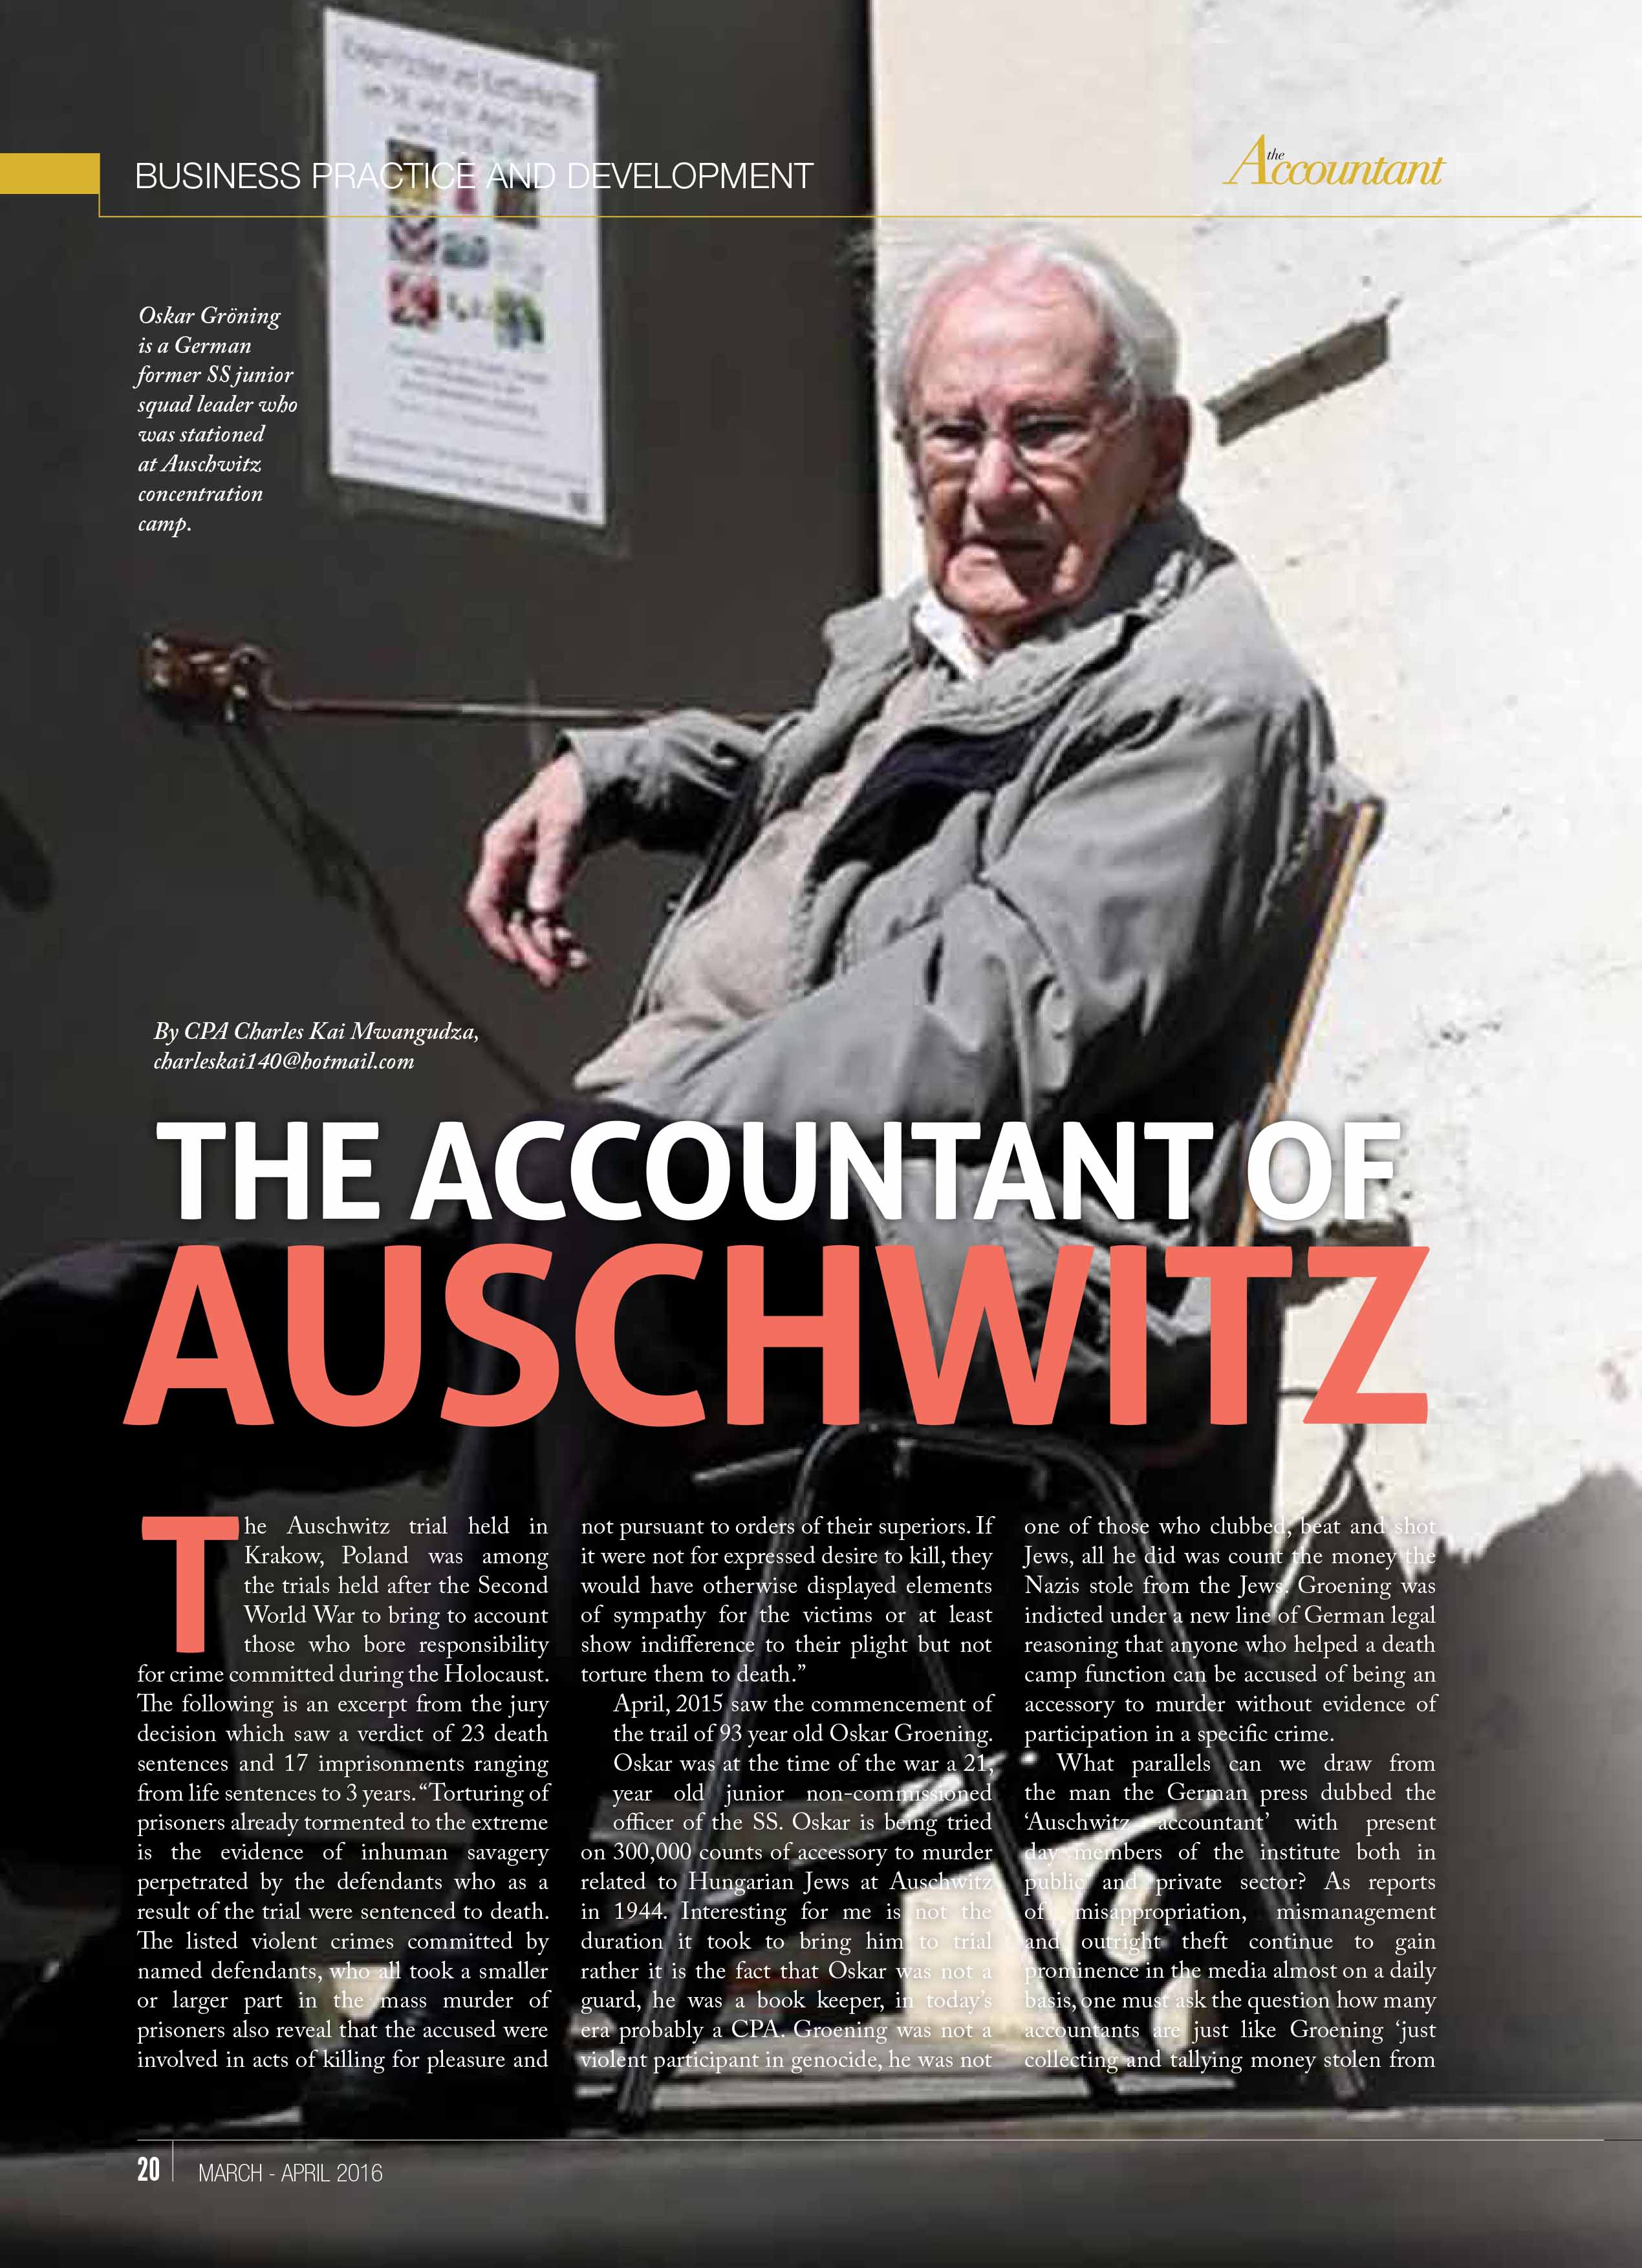 BUSINESS PRACTICE AND DEVELOPMENT
the Accountant
Oskar Gröning
is a German
former SS junior
squad leader who
was stationed
at Auschwitz
concentration
camp.
By CPA Charles Kai Mwangudza,
charleskai140@hotmail.com
THE ACCOUNTANT OF
AUSCHWITZ
The Auschwitz trial held in
Krakow, Poland was among
the trials held after the Second
World War to bring to account
those who bore responsibility
for crime committed during the Holocaust.
The following is an excerpt from the jury
decision which saw a verdict of 23 death
sentences and 17 imprisonments ranging
from life sentences to 3 years. “Torturing of
prisoners already tormented to the extreme
is the evidence of inhuman savagery
perpetrated by the defendants who as a
result of the trial were sentenced to death.
The listed violent crimes committed by
named defendants, who all took a smaller
or larger part in the mass murder of
prisoners also reveal that the accused were
involved in acts of killing for pleasure and
not pursuant to orders of their superiors. If
it were not for expressed desire to kill, they
would have otherwise displayed elements
of sympathy for the victims or at least
show indifference to their plight but not
torture them to death.”
April, 2015 saw the commencement of
the trail of 93 year old Oskar Groening.
Oskar was at the time of the war a 21,
year old junior non-commissioned
officer of the SS. Oskar is being tried
on 300,000 counts of accessory to murder
related to Hungarian Jews at Auschwitz
in 1944. Interesting for me is not the
duration it took to bring him to trial
rather it is the fact that Oskar was not a
guard, he was a book keeper, in today’s
era probably a CPA. Groening was not a
violent participant in genocide, he was not
one of those who clubbed, beat and shot
Jews, all he did was count the money the
Nazis stole from the Jews. Groening was
indicted under a new line of German legal
reasoning that anyone who helped a death
camp function can be accused of being an
accessory to murder without evidence of
participation in a specific crime.
What parallels can we draw from
the man the German press dubbed the
‘Auschwitz accountant’ with present
day members of the institute both in
public and private sector? As reports
of misappropriation, mismanagement
and outright theft continue to gain
prominence in the media almost on a daily
basis, one must ask the question how many
accountants are just like Groening ‘just
collecting and tallying money stolen from
20
MARCH - APRIL 2016